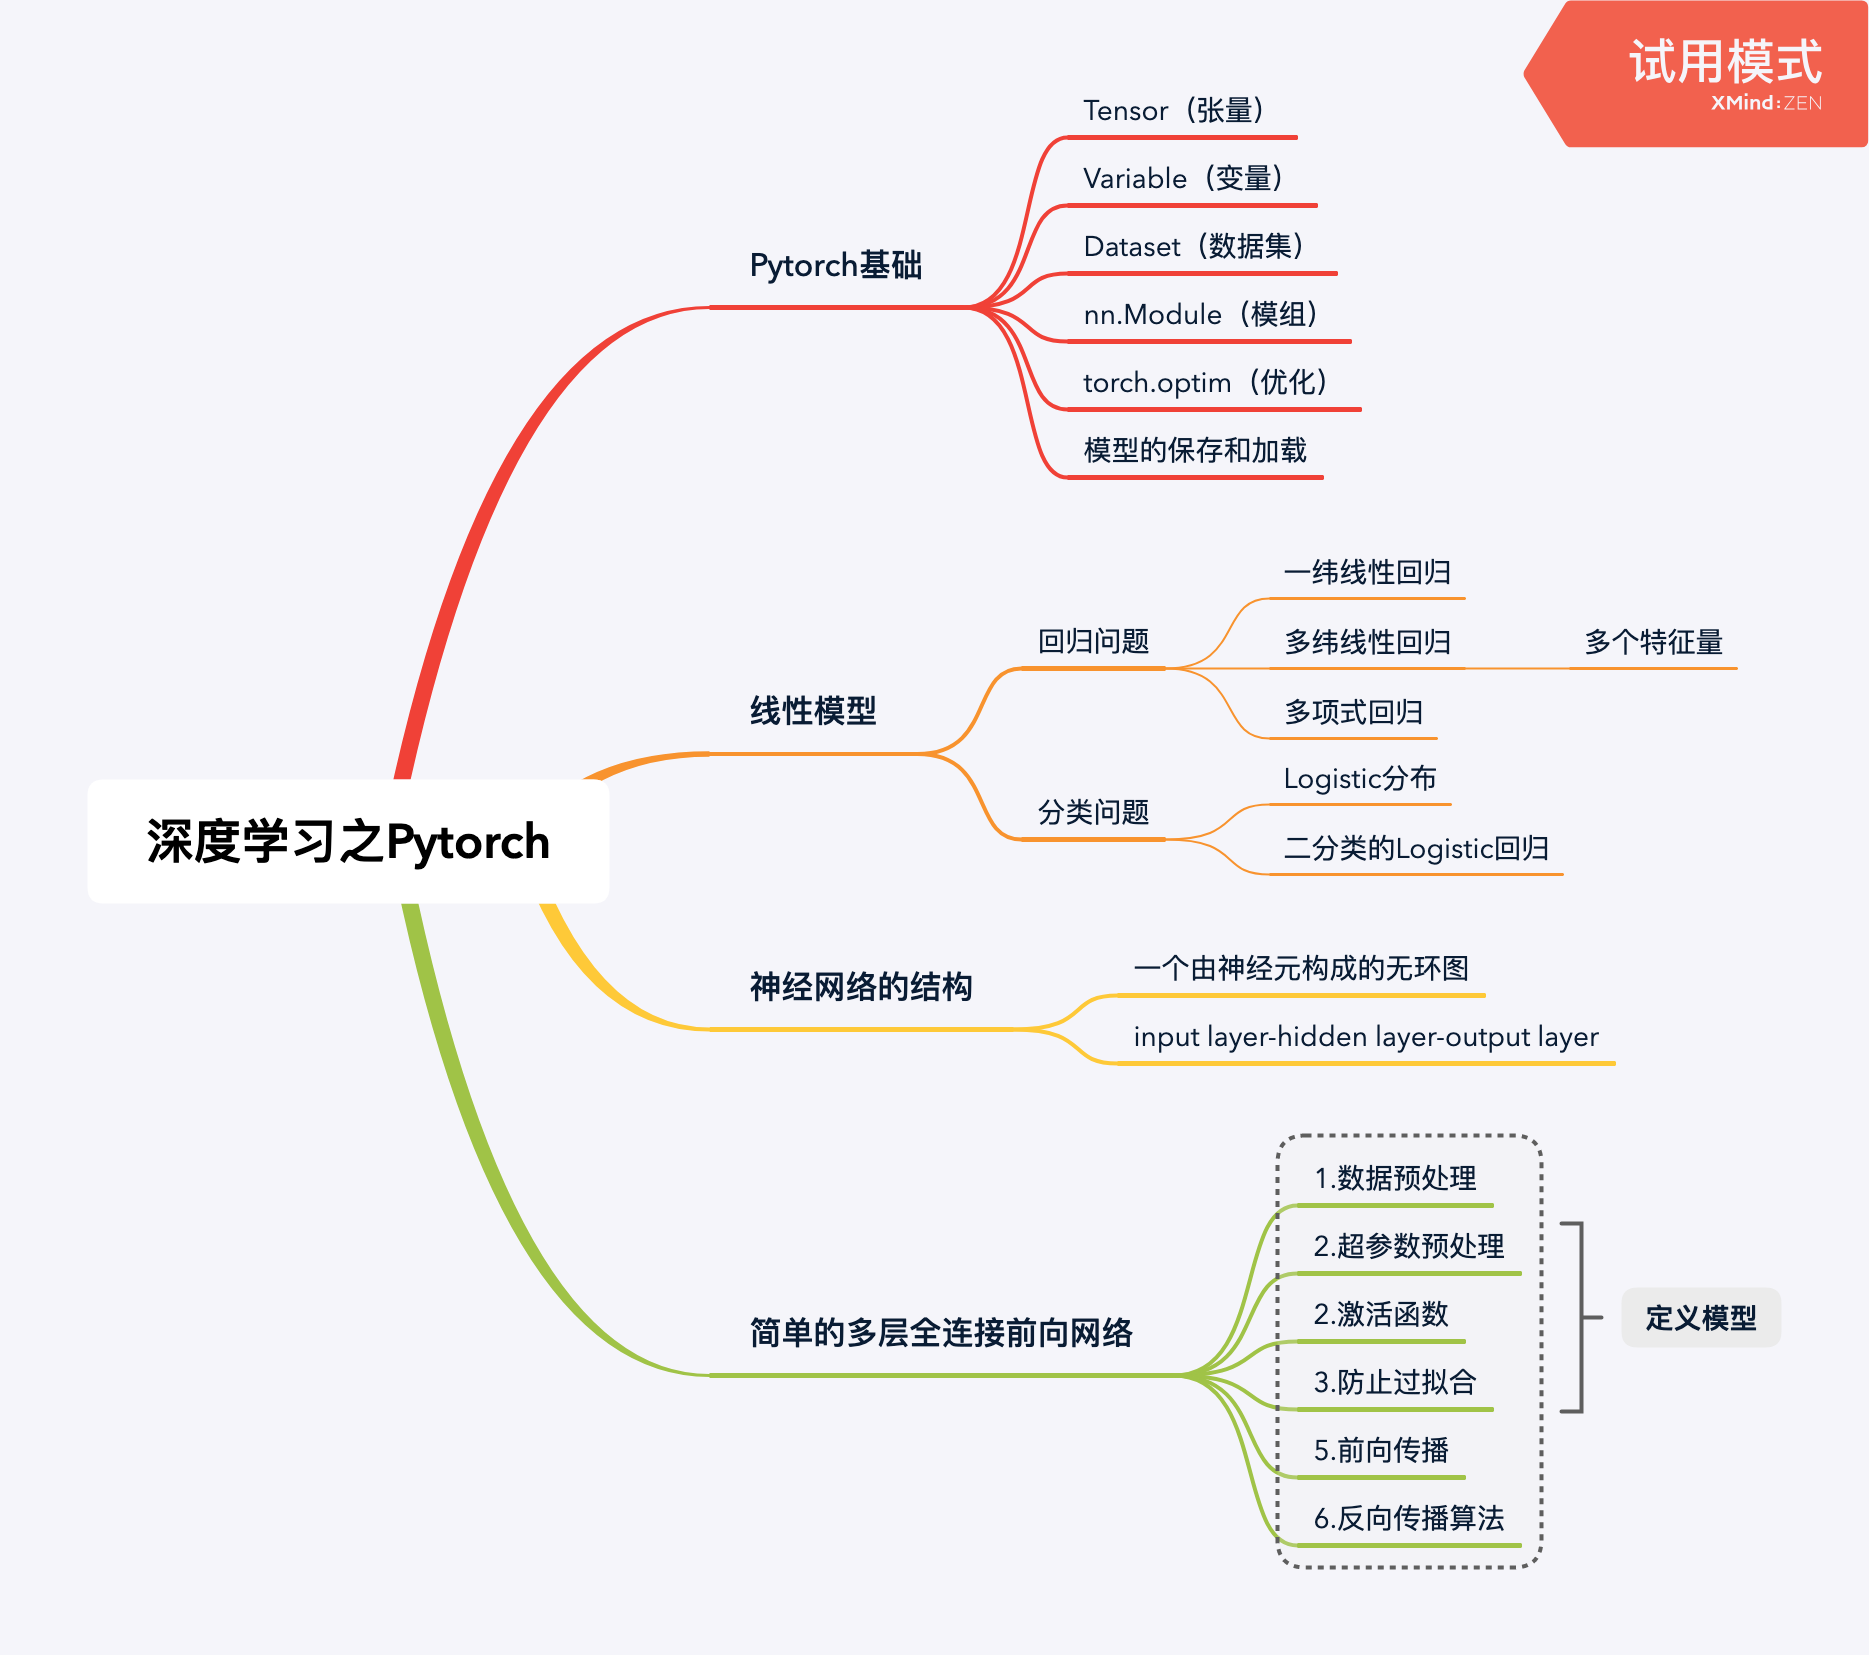 试用模式
XMind:ZEN
深度学习之Pytorch
Pytorch基础
Tensor（张量）
Variable（变量）
Dataset（数据集）
nn.Module（模组）
torch.optim（优化）
模型的保存和加载
线性模型
回归问题
一纬线性回归
多纬线性回归
多个特征量
多项式回归
分类问题
Logistic分布
二分类的Logistic回归
神经网络的结构
一个由神经元构成的无环图
input layer-hidden layer-output layer
简单的多层全连接前向网络
1.数据预处理
2.超参数预处理
2.激活函数
3.防止过拟合
5.前向传播
6.反向传播算法
定义模型